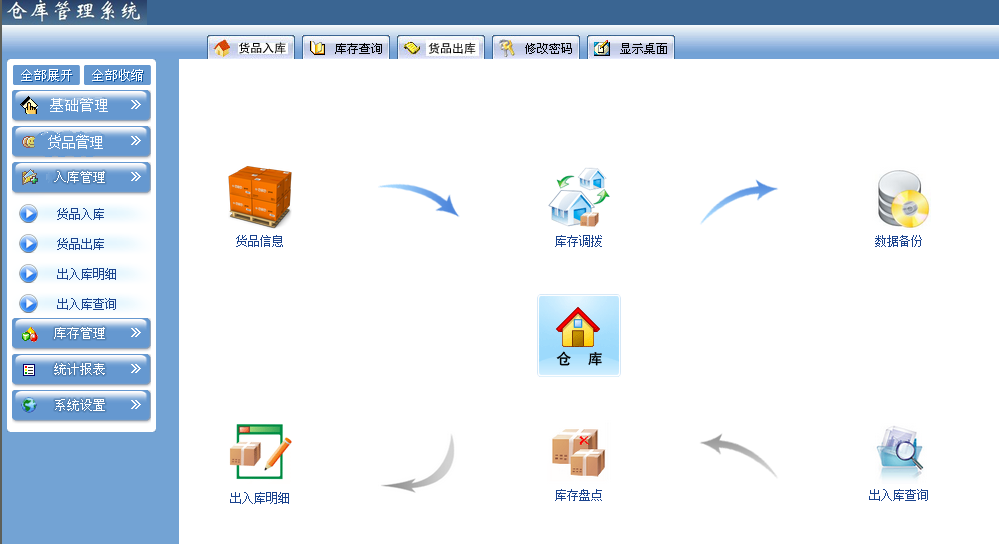 仓库管理系统
货品入库 库存查询 货品出库 修改密码 显示桌面
全部展开 全部收缩
基础管理
货品管理
入库管理
货品入库
货品出库
出入库明细
出入库查询
库存管理
统计报表
系统设置
货品信息 库存调拨 数据备份
仓 库
出入库明细 库存盘点 出入库查询